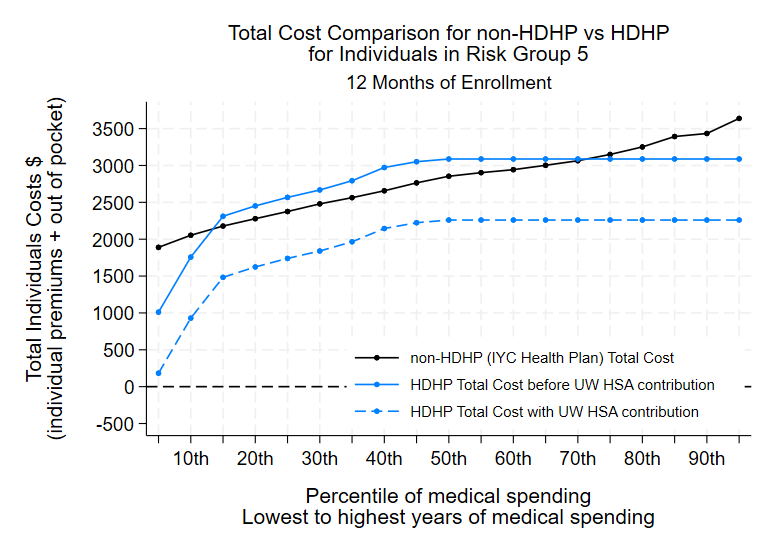 Total Cost Comparison for non-HDHP vs HDHP
for Individuals in Risk Group 5
12 Months of Enrollment
Total Individuals Costs $
(individual premiums + out of pocket)
3500
3000
2500
2000
1500
1000
500
0
-500
non-HDHP (IYC Health Plan) Total Cost
HDHP Total Cost before UW HSA contribution
HDHP Total Cost with UW HSA contribution
10th 20th 30th 40th 50th 60th 70th 80th 90th
Percentile of medical spending
Lowest to highest years of medical spending